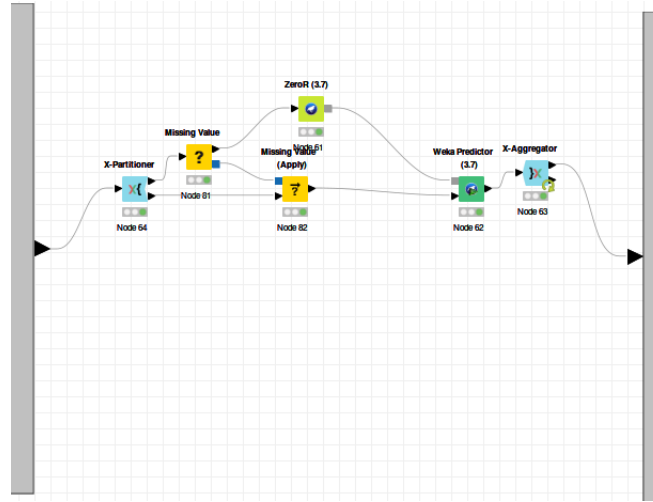 ZeroR (3.7)
Node 61
Missing Value
?
Node 81
Missing Value
(Apply)
?
Node 82
X-Partitioner
X{
Node 64
Weka Predictor
(3.7)
Node 62
X-Aggregator
}X
Node 63